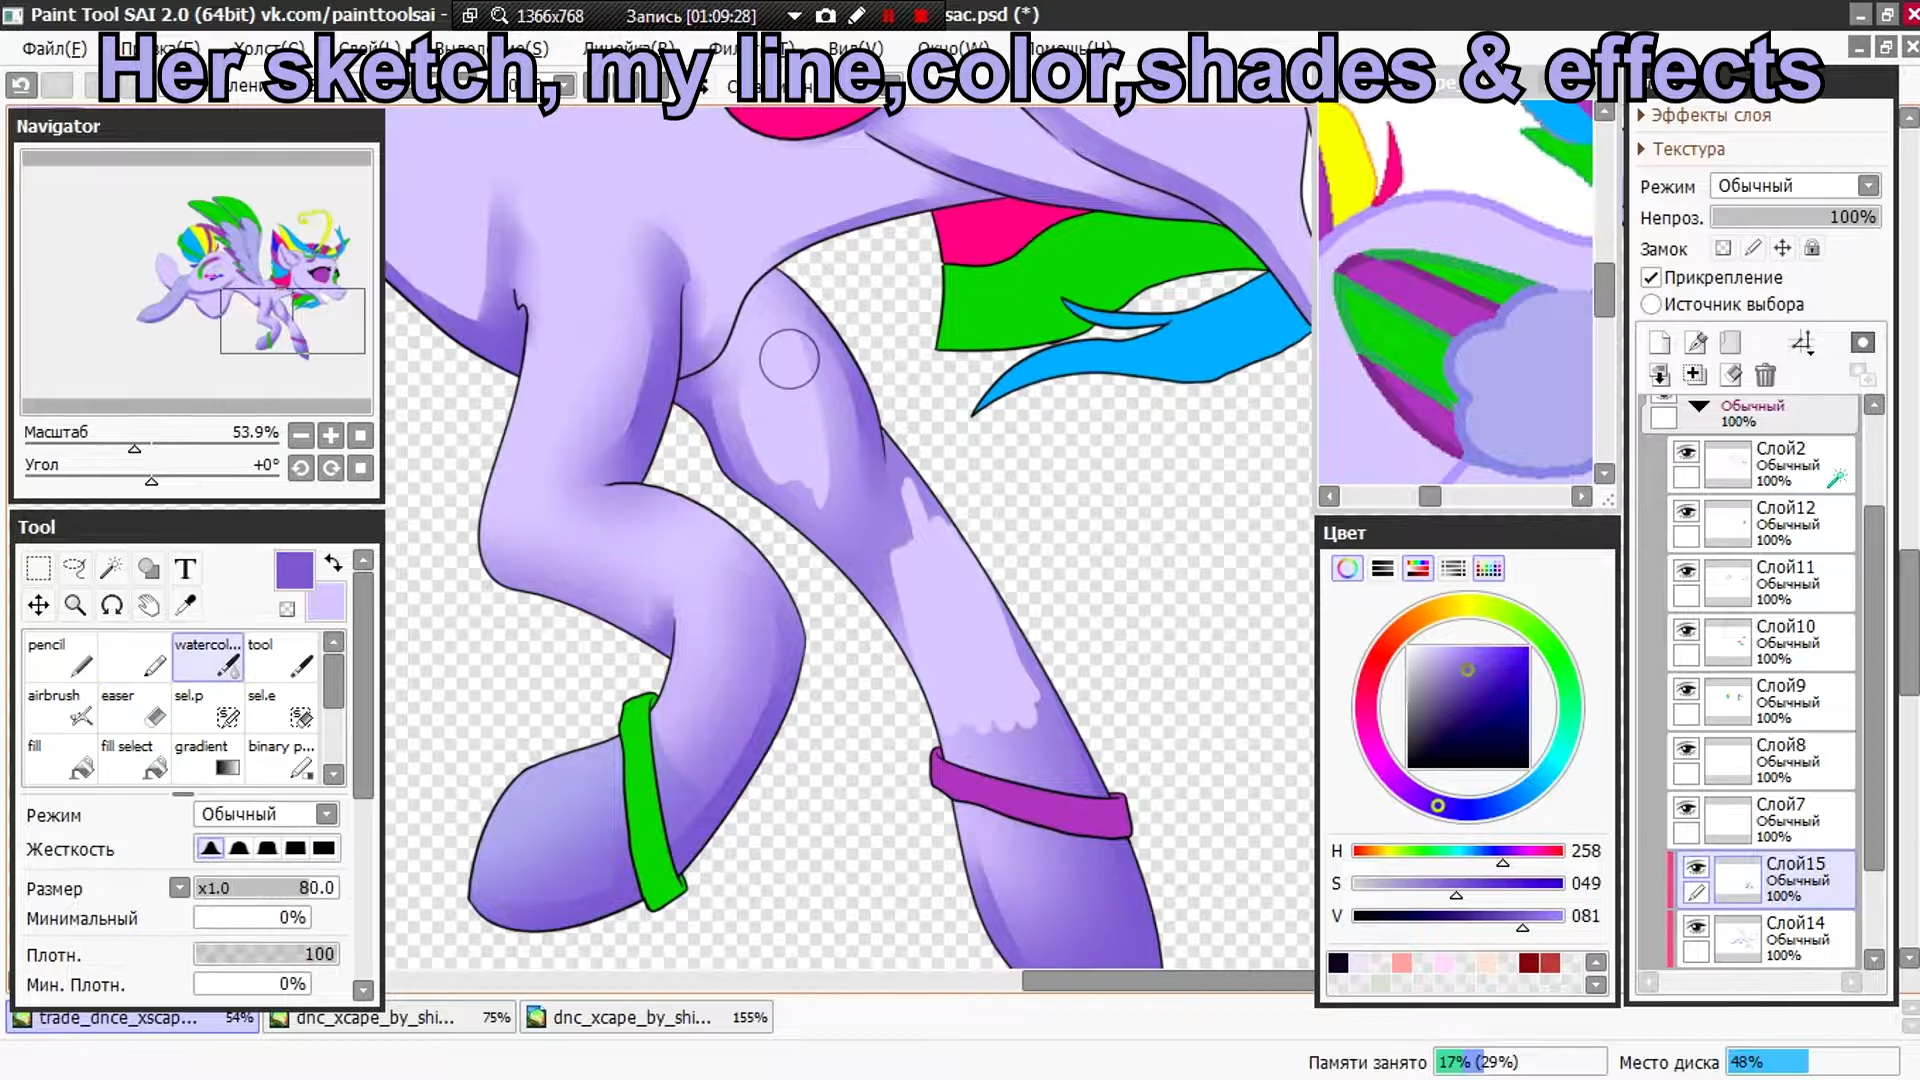 Paint Tool SAI 2.0 (64bit) vk.com/painttoolsai -
1366x768
Запись [01:09:28]
sac.psd (*)
Файл(F)
Холст(C)
Выделение(S)
Линейка(R)
Вид(V)
Окно(W)
Her sketch, my line,color,shades & effects
Navigator
Масштаб
53.9%
Угол
+0°
Tool
T
pencil
watercol...
tool
airbrush
easer
sel.p
sel.e
fill
fill select
gradient
binary p...
Режим
Обычный
Жесткость
Размер
x1.0
80.0
Минимальный
0%
Плотн.
100
Мин. Плотн.
0%
Цвет
H
258
S
049
V
081
Эффекты слоя
Текстура
Режим
Обычный
Непроз.
100%
Замок
Прикрепление
Источник выбора
Обычный
100%
Слой2
Обычный
100%
Слой12
Обычный
100%
Слой11
Обычный
100%
Слой10
Обычный
100%
Слой9
Обычный
100%
Слой8
Обычный
100%
Слой7
Обычный
100%
Слой15
Обычный
100%
Слой14
Обычный
100%
trade_dnce_xscap...
54%
dnc_xcape_by_shi...
75%
dnc_xcape_by_shi...
155%
Памяти занято
17% (29%)
Место диска
48%